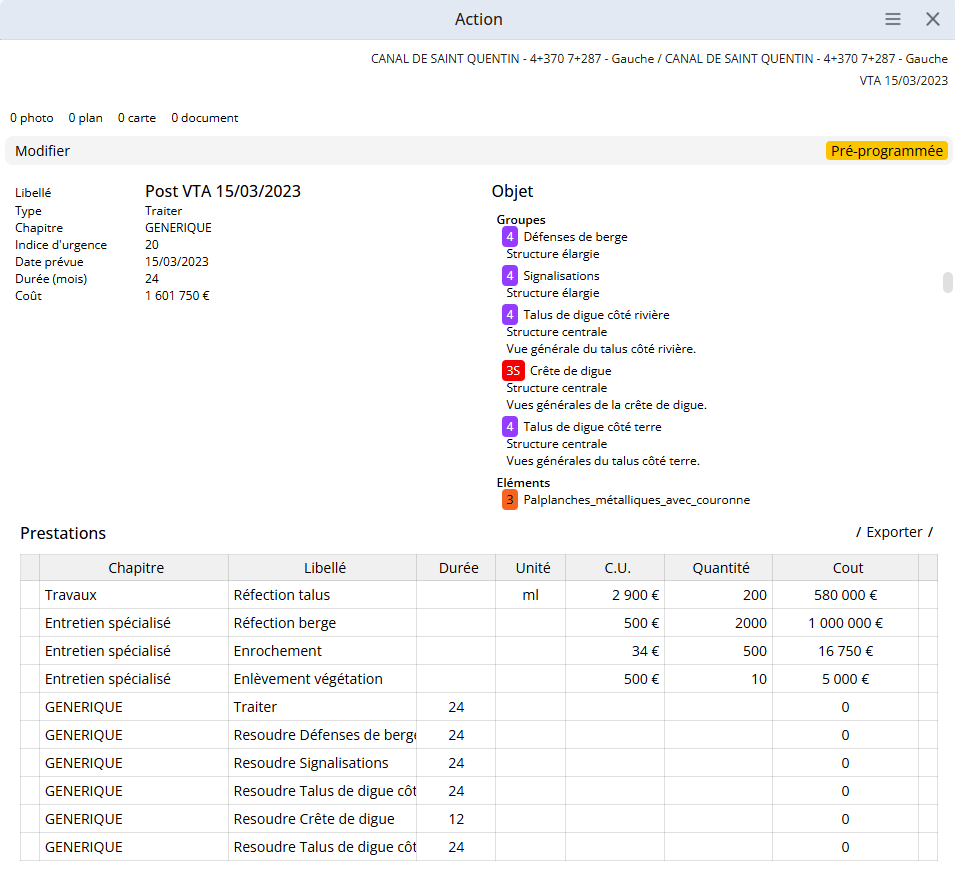 Action
CANAL DE SAINT QUENTIN - 4+370 7+287 - Gauche / CANAL DE SAINT QUENTIN - 4+370 7+287 - Gauche
VTA 15/03/2023
0 photo 0 plan 0 carte 0 document
Modifier Pré-programmée
Libellé Post VTA 15/03/2023
Type Traiter
Chapitre GENERIQUE
Indice d'urgence 20
Date prévue 15/03/2023
Durée (mois) 24
Coût 1 601 750 €
Objet
Groupes
4 Défenses de berge
Structure élargie
4 Signalisations
Structure élargie
4 Talus de digue côté rivière
Structure centrale
Vue générale du talus côté rivière.
3S Crête de digue
Structure centrale
Vues générales de la crête de digue.
4 Talus de digue côté terre
Structure centrale
Vues générales du talus côté terre.
Eléments
3 Palplanches_métalliques_avec_couronne
Prestations / Exporter /
Chapitre Libellé Durée Unité C.U. Quantité Cout
Travaux Réfection talus ml 2 900 € 200 580 000 €
Entretien spécialisé Réfection berge 500 € 2000 1 000 000 €
Entretien spécialisé Enrochement 34 € 500 16 750 €
Entretien spécialisé Enlèvement végétation 500 € 10 5 000 €
GENERIQUE Traiter 24 0
GENERIQUE Resoudre Défenses de berge 24 0
GENERIQUE Resoudre Signalisations 24 0
GENERIQUE Resoudre Talus de digue côt 24 0
GENERIQUE Resoudre Crête de digue 12 0
GENERIQUE Resoudre Talus de digue côt 24 0